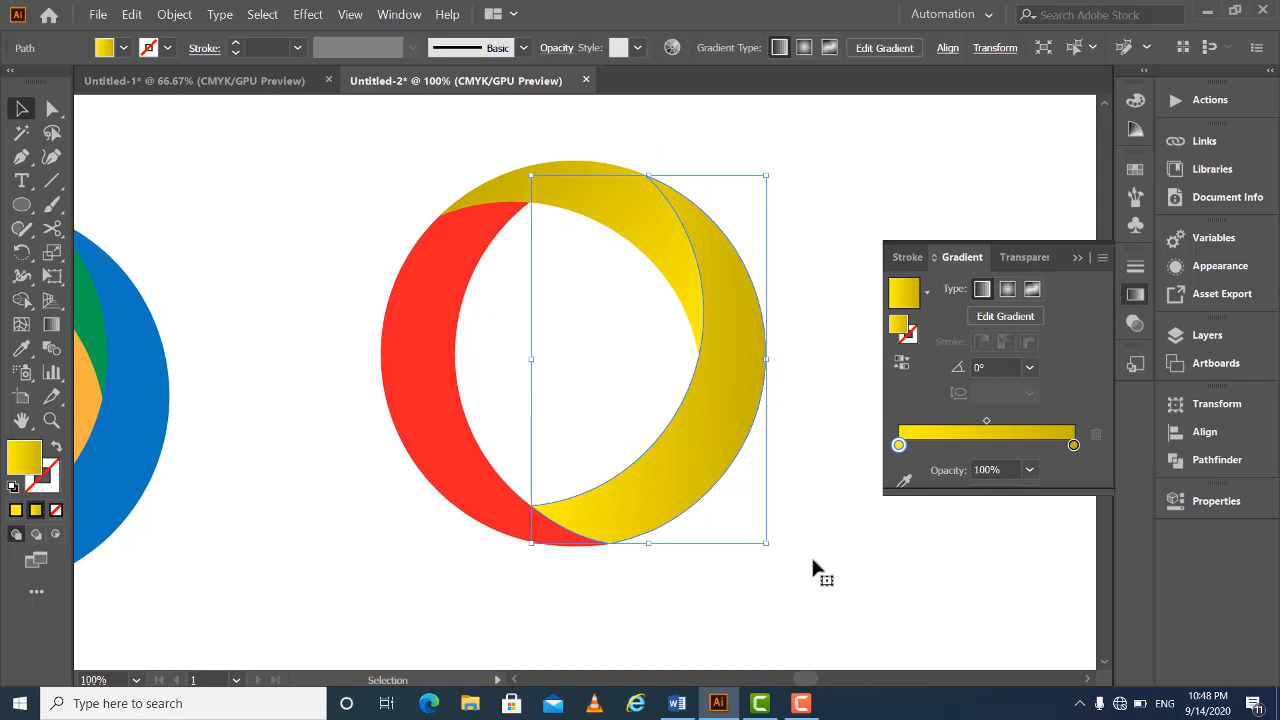 Ai File Edit Object Type Select Effect View Window Help Automation Search Adobe Stock
Path Stroke: Basic Opacity Style: Gradient Type: Edit Gradient Align Transform
Untitled-1* @ 66.67% (CMYK/GPU Preview) Untitled-2* @ 100% (CMYK/GPU Preview)
Actions
Links
Libraries
Document Info
Variables
Appearance
Asset Export
Layers
Artboards
Transform
Align
Pathfinder
Properties
Stroke Gradient Transparer
Type:
Edit Gradient
Stroke:
0°
Opacity: 100%
100% 1 Selection
Type here to search
ENG
10:48 PM
9/14/2020